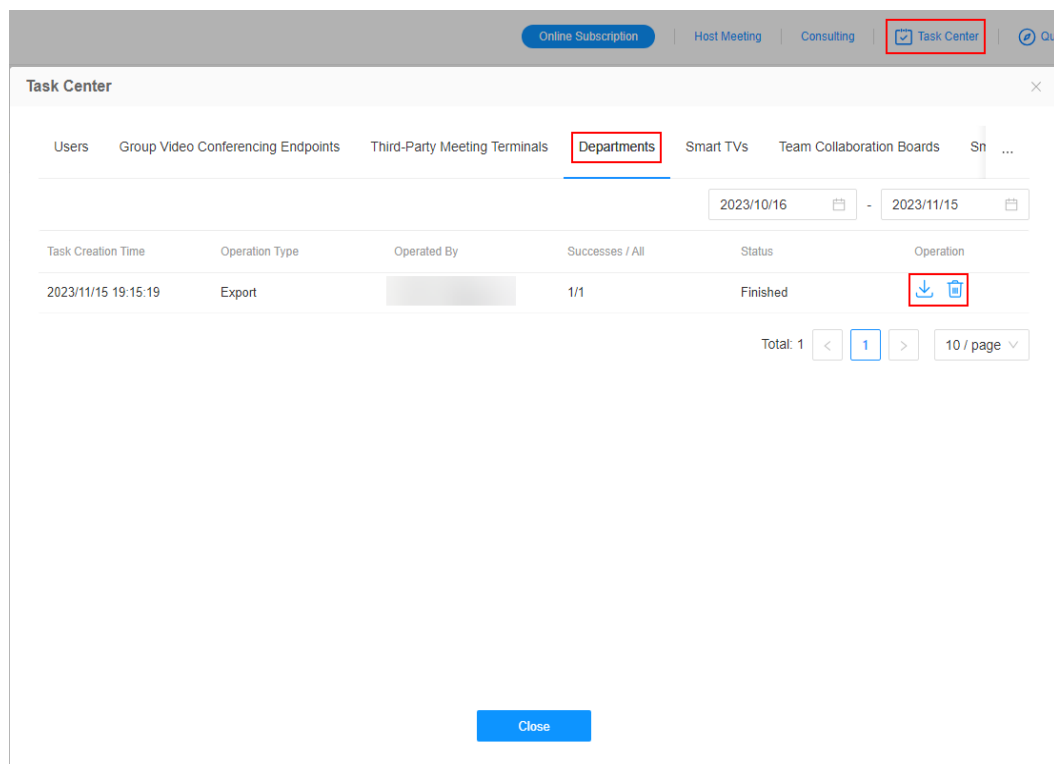 Online Subscription Host Meeting Consulting Task Center
Task Center
Users Group Video Conferencing Endpoints Third-Party Meeting Terminals Departments Smart TVs Team Collaboration Boards ...
2023/10/16 - 2023/11/15
Task Creation Time Operation Type Operated By Successes / All Status Operation
2023/11/15 19:15:19 Export 1/1 Finished
Total: 1 < 1 > 10 / page
Close